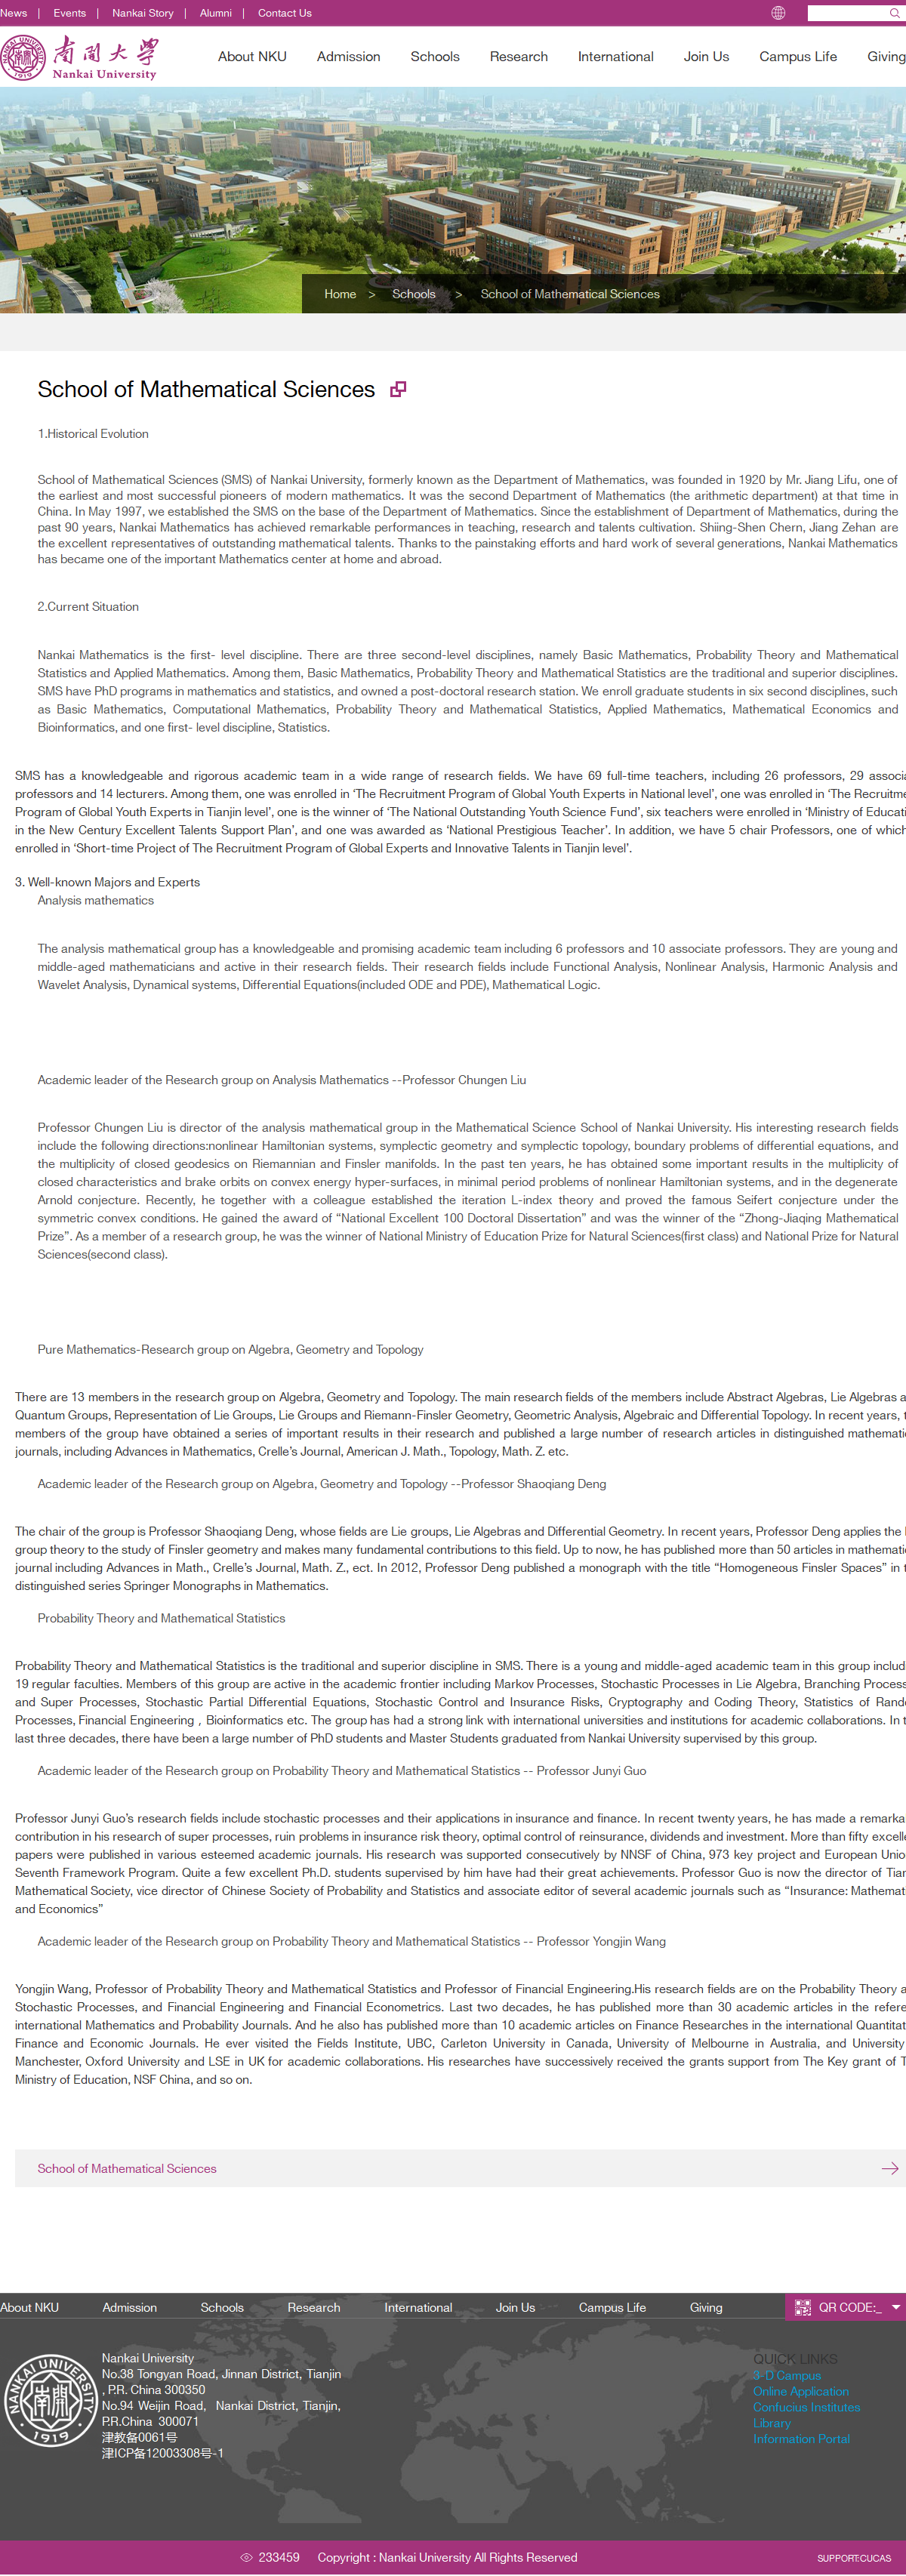 News | Events | Nankai Story | Alumni | Contact Us
南開大學
Nankai University
About NKU Admission Schools Research International Join Us Campus Life Giving
Home > Schools > School of Mathematical Sciences
School of Mathematical Sciences
1.Historical Evolution
School of Mathematical Sciences (SMS) of Nankai University, formerly known as the Department of Mathematics, was founded in 1920 by Mr. Jiang Lifu, one of
the earliest and most successful pioneers of modern mathematics. It was the second Department of Mathematics (the arithmetic department) at that time in
China. In May 1997, we established the SMS on the base of the Department of Mathematics. Since the establishment of Department of Mathematics, during the
past 90 years, Nankai Mathematics has achieved remarkable performances in teaching, research and talents cultivation. Shiing-Shen Chern, Jiang Zehan are
the excellent representatives of outstanding mathematical talents. Thanks to the painstaking efforts and hard work of several generations, Nankai Mathematics
has became one of the important Mathematics center at home and abroad.
2.Current Situation
Nankai Mathematics is the first- level discipline. There are three second-level disciplines, namely Basic Mathematics, Probability Theory and Mathematical
Statistics and Applied Mathematics. Among them, Basic Mathematics, Probability Theory and Mathematical Statistics are the traditional and superior disciplines.
SMS have PhD programs in mathematics and statistics, and owned a post-doctoral research station. We enroll graduate students in six second disciplines, such
as Basic Mathematics, Computational Mathematics, Probability Theory and Mathematical Statistics, Applied Mathematics, Mathematical Economics and
Bioinformatics, and one first- level discipline, Statistics.
SMS has a knowledgeable and rigorous academic team in a wide range of research fields. We have 69 full-time teachers, including 26 professors, 29 associa
professors and 14 lecturers. Among them, one was enrolled in ‘The Recruitment Program of Global Youth Experts in National level’, one was enrolled in ‘The Recruitme
Program of Global Youth Experts in Tianjin level’, one is the winner of ‘The National Outstanding Youth Science Fund’, six teachers were enrolled in ‘Ministry of Educati
in the New Century Excellent Talents Support Plan’, and one was awarded as ‘National Prestigious Teacher’. In addition, we have 5 chair Professors, one of which
enrolled in ‘Short-time Project of The Recruitment Program of Global Experts and Innovative Talents in Tianjin level’.
3. Well-known Majors and Experts
Analysis mathematics
The analysis mathematical group has a knowledgeable and promising academic team including 6 professors and 10 associate professors. They are young and
middle-aged mathematicians and active in their research fields. Their research fields include Functional Analysis, Nonlinear Analysis, Harmonic Analysis and
Wavelet Analysis, Dynamical systems, Differential Equations(included ODE and PDE), Mathematical Logic.
Academic leader of the Research group on Analysis Mathematics --Professor Chungen Liu
Professor Chungen Liu is director of the analysis mathematical group in the Mathematical Science School of Nankai University. His interesting research fields
include the following directions:nonlinear Hamiltonian systems, symplectic geometry and symplectic topology, boundary problems of differential equations, and
the multiplicity of closed geodesics on Riemannian and Finsler manifolds. In the past ten years, he has obtained some important results in the multiplicity of
closed characteristics and brake orbits on convex energy hyper-surfaces, in minimal period problems of nonlinear Hamiltonian systems, and in the degenerate
Arnold conjecture. Recently, he together with a colleague established the iteration L-index theory and proved the famous Seifert conjecture under the
symmetric convex conditions. He gained the award of “National Excellent 100 Doctoral Dissertation” and was the winner of the “Zhong-Jiaqing Mathematical
Prize”. As a member of a research group, he was the winner of National Ministry of Education Prize for Natural Sciences(first class) and National Prize for Natural
Sciences(second class).
Pure Mathematics-Research group on Algebra, Geometry and Topology
There are 13 members in the research group on Algebra, Geometry and Topology. The main research fields of the members include Abstract Algebras, Lie Algebras a
Quantum Groups, Representation of Lie Groups, Lie Groups and Riemann-Finsler Geometry, Geometric Analysis, Algebraic and Differential Topology. In recent years, t
members of the group have obtained a series of important results in their research and published a large number of research articles in distinguished mathematic
journals, including Advances in Mathematics, Crelle’s Journal, American J. Math., Topology, Math. Z. etc.
Academic leader of the Research group on Algebra, Geometry and Topology --Professor Shaoqiang Deng
The chair of the group is Professor Shaoqiang Deng, whose fields are Lie groups, Lie Algebras and Differential Geometry. In recent years, Professor Deng applies the L
group theory to the study of Finsler geometry and makes many fundamental contributions to this field. Up to now, he has published more than 50 articles in mathematic
journal including Advances in Math., Crelle’s Journal, Math. Z., ect. In 2012, Professor Deng published a monograph with the title “Homogeneous Finsler Spaces” in t
distinguished series Springer Monographs in Mathematics.
Probability Theory and Mathematical Statistics
Probability Theory and Mathematical Statistics is the traditional and superior discipline in SMS. There is a young and middle-aged academic team in this group includi
19 regular faculties. Members of this group are active in the academic frontier including Markov Processes, Stochastic Processes in Lie Algebra, Branching Process
and Super Processes, Stochastic Partial Differential Equations, Stochastic Control and Insurance Risks, Cryptography and Coding Theory, Statistics of Rando
Processes, Financial Engineering，Bioinformatics etc. The group has had a strong link with international universities and institutions for academic collaborations. In t
last three decades, there have been a large number of PhD students and Master Students graduated from Nankai University supervised by this group.
Academic leader of the Research group on Probability Theory and Mathematical Statistics -- Professor Junyi Guo
Professor Junyi Guo’s research fields include stochastic processes and their applications in insurance and finance. In recent twenty years, he has made a remarka
contribution in his research of super processes, ruin problems in insurance risk theory, optimal control of reinsurance, dividends and investment. More than fifty excelle
papers were published in various esteemed academic journals. His research was supported consecutively by NNSF of China, 973 key project and European Unio
Seventh Framework Program. Quite a few excellent Ph.D. students supervised by him have had their great achievements. Professor Guo is now the director of Tian
Mathematical Society, vice director of Chinese Society of Probability and Statistics and associate editor of several academic journals such as “Insurance: Mathemat
and Economics”
Academic leader of the Research group on Probability Theory and Mathematical Statistics -- Professor Yongjin Wang
Yongjin Wang, Professor of Probability Theory and Mathematical Statistics and Professor of Financial Engineering.His research fields are on the Probability Theory a
Stochastic Processes, and Financial Engineering and Financial Econometrics. Last two decades, he has published more than 30 academic articles in the refere
international Mathematics and Probability Journals. And he also has published more than 10 academic articles on Finance Researches in the international Quantitat
Finance and Economic Journals. He ever visited the Fields Institute, UBC, Carleton University in Canada, University of Melbourne in Australia, and University
Manchester, Oxford University and LSE in UK for academic collaborations. His researches have successively received the grants support from The Key grant of T
Ministry of Education, NSF China, and so on.
School of Mathematical Sciences
About NKU Admission Schools Research International Join Us Campus Life Giving QR CODE:_
NANKAI UNIVERSITY
1919
Nankai University
No.38 Tongyan Road, Jinnan District, Tianjin
, P.R. China 300350
No.94 Weijin Road, Nankai District, Tianjin,
P.R.China 300071
津教备0061号
津ICP备12003308号-1
QUICK LINKS
3-D Campus
Online Application
Confucius Institutes
Library
Information Portal
233459 Copyright : Nankai University All Rights Reserved SUPPORT:CUCAS